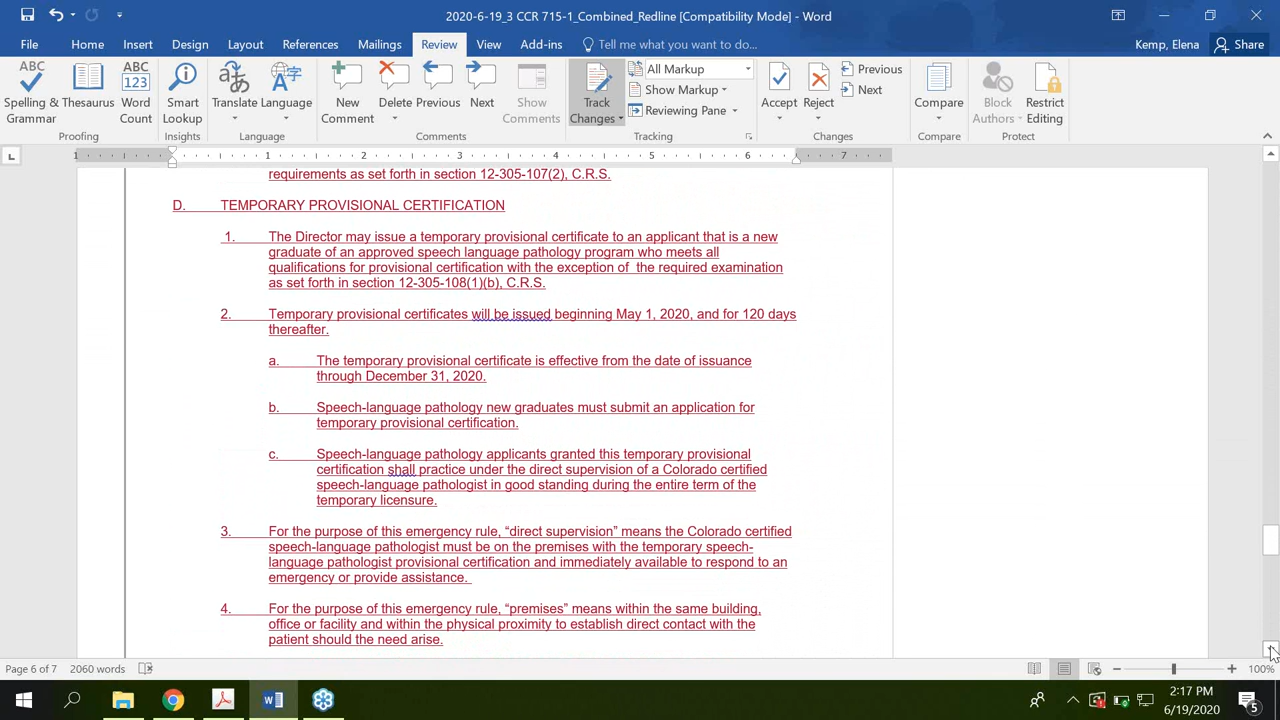 2020-6-19_3 CCR 715-1_Combined_Redline [Compatibility Mode] - Word
File Home Insert Design Layout References Mailings Review View Add-ins Tell me what you want to do... Kemp, Elena Share
ABC ABC 123 All Markup Previous
Spelling & Grammar Thesaurus Word Count Smart Lookup Translate Language New Comment Delete Previous Next Show Comments Track Changes Show Markup Accept Reject Next Compare Block Authors Restrict Editing
Reviewing Pane
Proofing Insights Language Comments Tracking Changes Compare Protect
L 1 1 2 3 4 5 6 7
requirements as set forth in section 12-305-107(2), C.R.S.
D. TEMPORARY PROVISIONAL CERTIFICATION
1. The Director may issue a temporary provisional certificate to an applicant that is a new
graduate of an approved speech language pathology program who meets all
qualifications for provisional certification with the exception of  the required examination
as set forth in section 12-305-108(1)(b), C.R.S.
2. Temporary provisional certificates will be issued beginning May 1, 2020, and for 120 days
thereafter.
a. The temporary provisional certificate is effective from the date of issuance
through December 31, 2020.
b. Speech-language pathology new graduates must submit an application for
temporary provisional certification.
c. Speech-language pathology applicants granted this temporary provisional
certification shall practice under the direct supervision of a Colorado certified
speech-language pathologist in good standing during the entire term of the
temporary licensure.
3. For the purpose of this emergency rule, “direct supervision” means the Colorado certified
speech-language pathologist must be on the premises with the temporary speech-
language pathologist provisional certification and immediately available to respond to an
emergency or provide assistance.
4. For the purpose of this emergency rule, “premises” means within the same building,
office or facility and within the physical proximity to establish direct contact with the
patient should the need arise.
Page 6 of 7 2060 words 100%
2:17 PM
6/19/2020 5